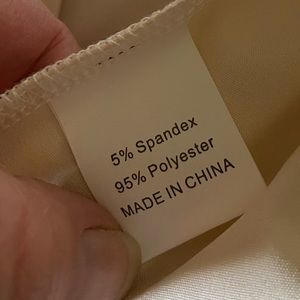 5% Spandex
95% Polyester
MADE IN CHINA